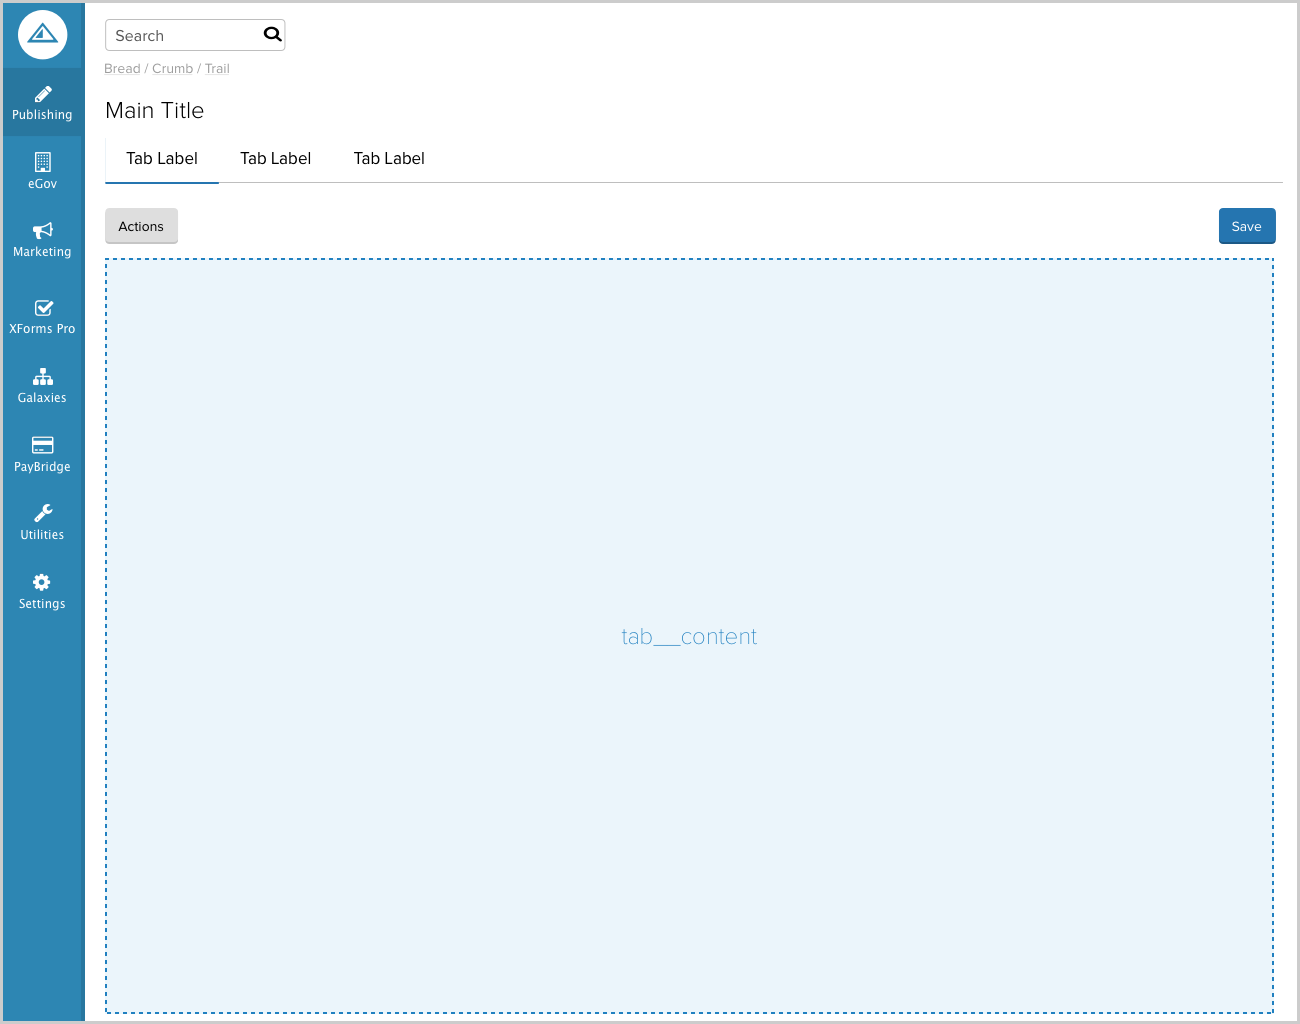 Search
Bread / Crumb / Trail
Main Title
Tab Label Tab Label Tab Label
Actions
Save
tab__content
Publishing
eGov
Marketing
XForms Pro
Galaxies
PayBridge
Utilities
Settings